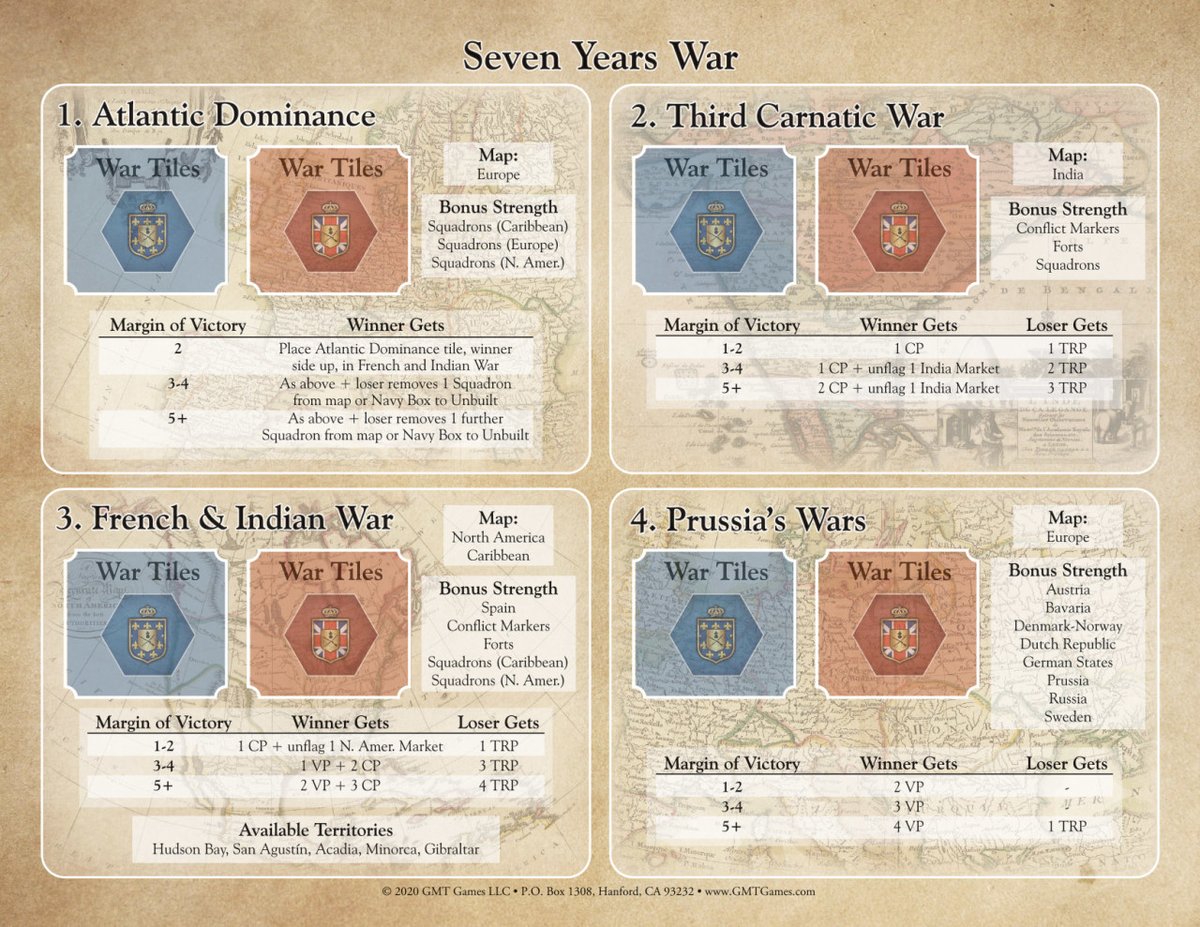 Seven Years War
1. Atlantic Dominance
War Tiles
War Tiles
Map:
Europe
Bonus Strength
Squadrons (Caribbean)
Squadrons (Europe)
Squadrons (N. Amer.)
Margin of Victory Winner Gets
2 Place Atlantic Dominance tile, winner
side up, in French and Indian War
3-4 As above + loser removes 1 Squadron
from map or Navy Box to Unbuilt
5+ As above + loser removes 1 further
Squadron from map or Navy Box to Unbuilt
2. Third Carnatic War
War Tiles
War Tiles
Map:
India
Bonus Strength
Conflict Markers
Forts
Squadrons
Margin of Victory Winner Gets Loser Gets
1-2 1 CP 1 TRP
3-4 1 CP + unflag 1 India Market 2 TRP
5+ 2 CP + unflag 1 India Market 3 TRP
3. French & Indian War
War Tiles
War Tiles
Map:
North America
Caribbean
Bonus Strength
Spain
Conflict Markers
Forts
Squadrons (Caribbean)
Squadrons (N. Amer.)
Margin of Victory Winner Gets Loser Gets
1-2 1 CP + unflag 1 N. Amer. Market 1 TRP
3-4 1 VP + 2 CP 3 TRP
5+ 2 VP + 3 CP 4 TRP
Available Territories
Hudson Bay, San Agustín, Acadia, Minorca, Gibraltar
4. Prussia's Wars
War Tiles
War Tiles
Map:
Europe
Bonus Strength
Austria
Bavaria
Denmark-Norway
Dutch Republic
German States
Prussia
Russia
Sweden
Margin of Victory Winner Gets Loser Gets
1-2 2 VP -
3-4 3 VP -
5+ 4 VP 1 TRP
© 2020 GMT Games LLC • P.O. Box 1308, Hanford, CA 93232 • www.GMTGames.com